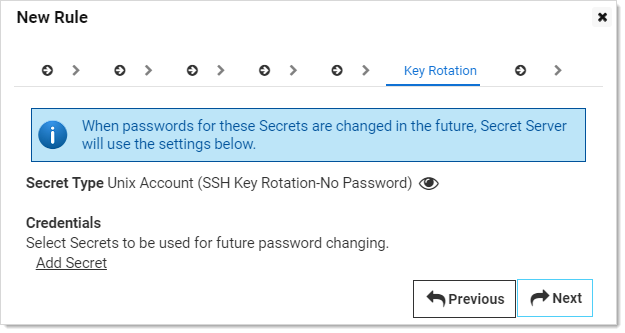 New Rule
Key Rotation
When passwords for these Secrets are changed in the future, Secret Server
will use the settings below.
Secret Type Unix Account (SSH Key Rotation-No Password)
Credentials
Select Secrets to be used for future password changing.
Add Secret
Previous
Next